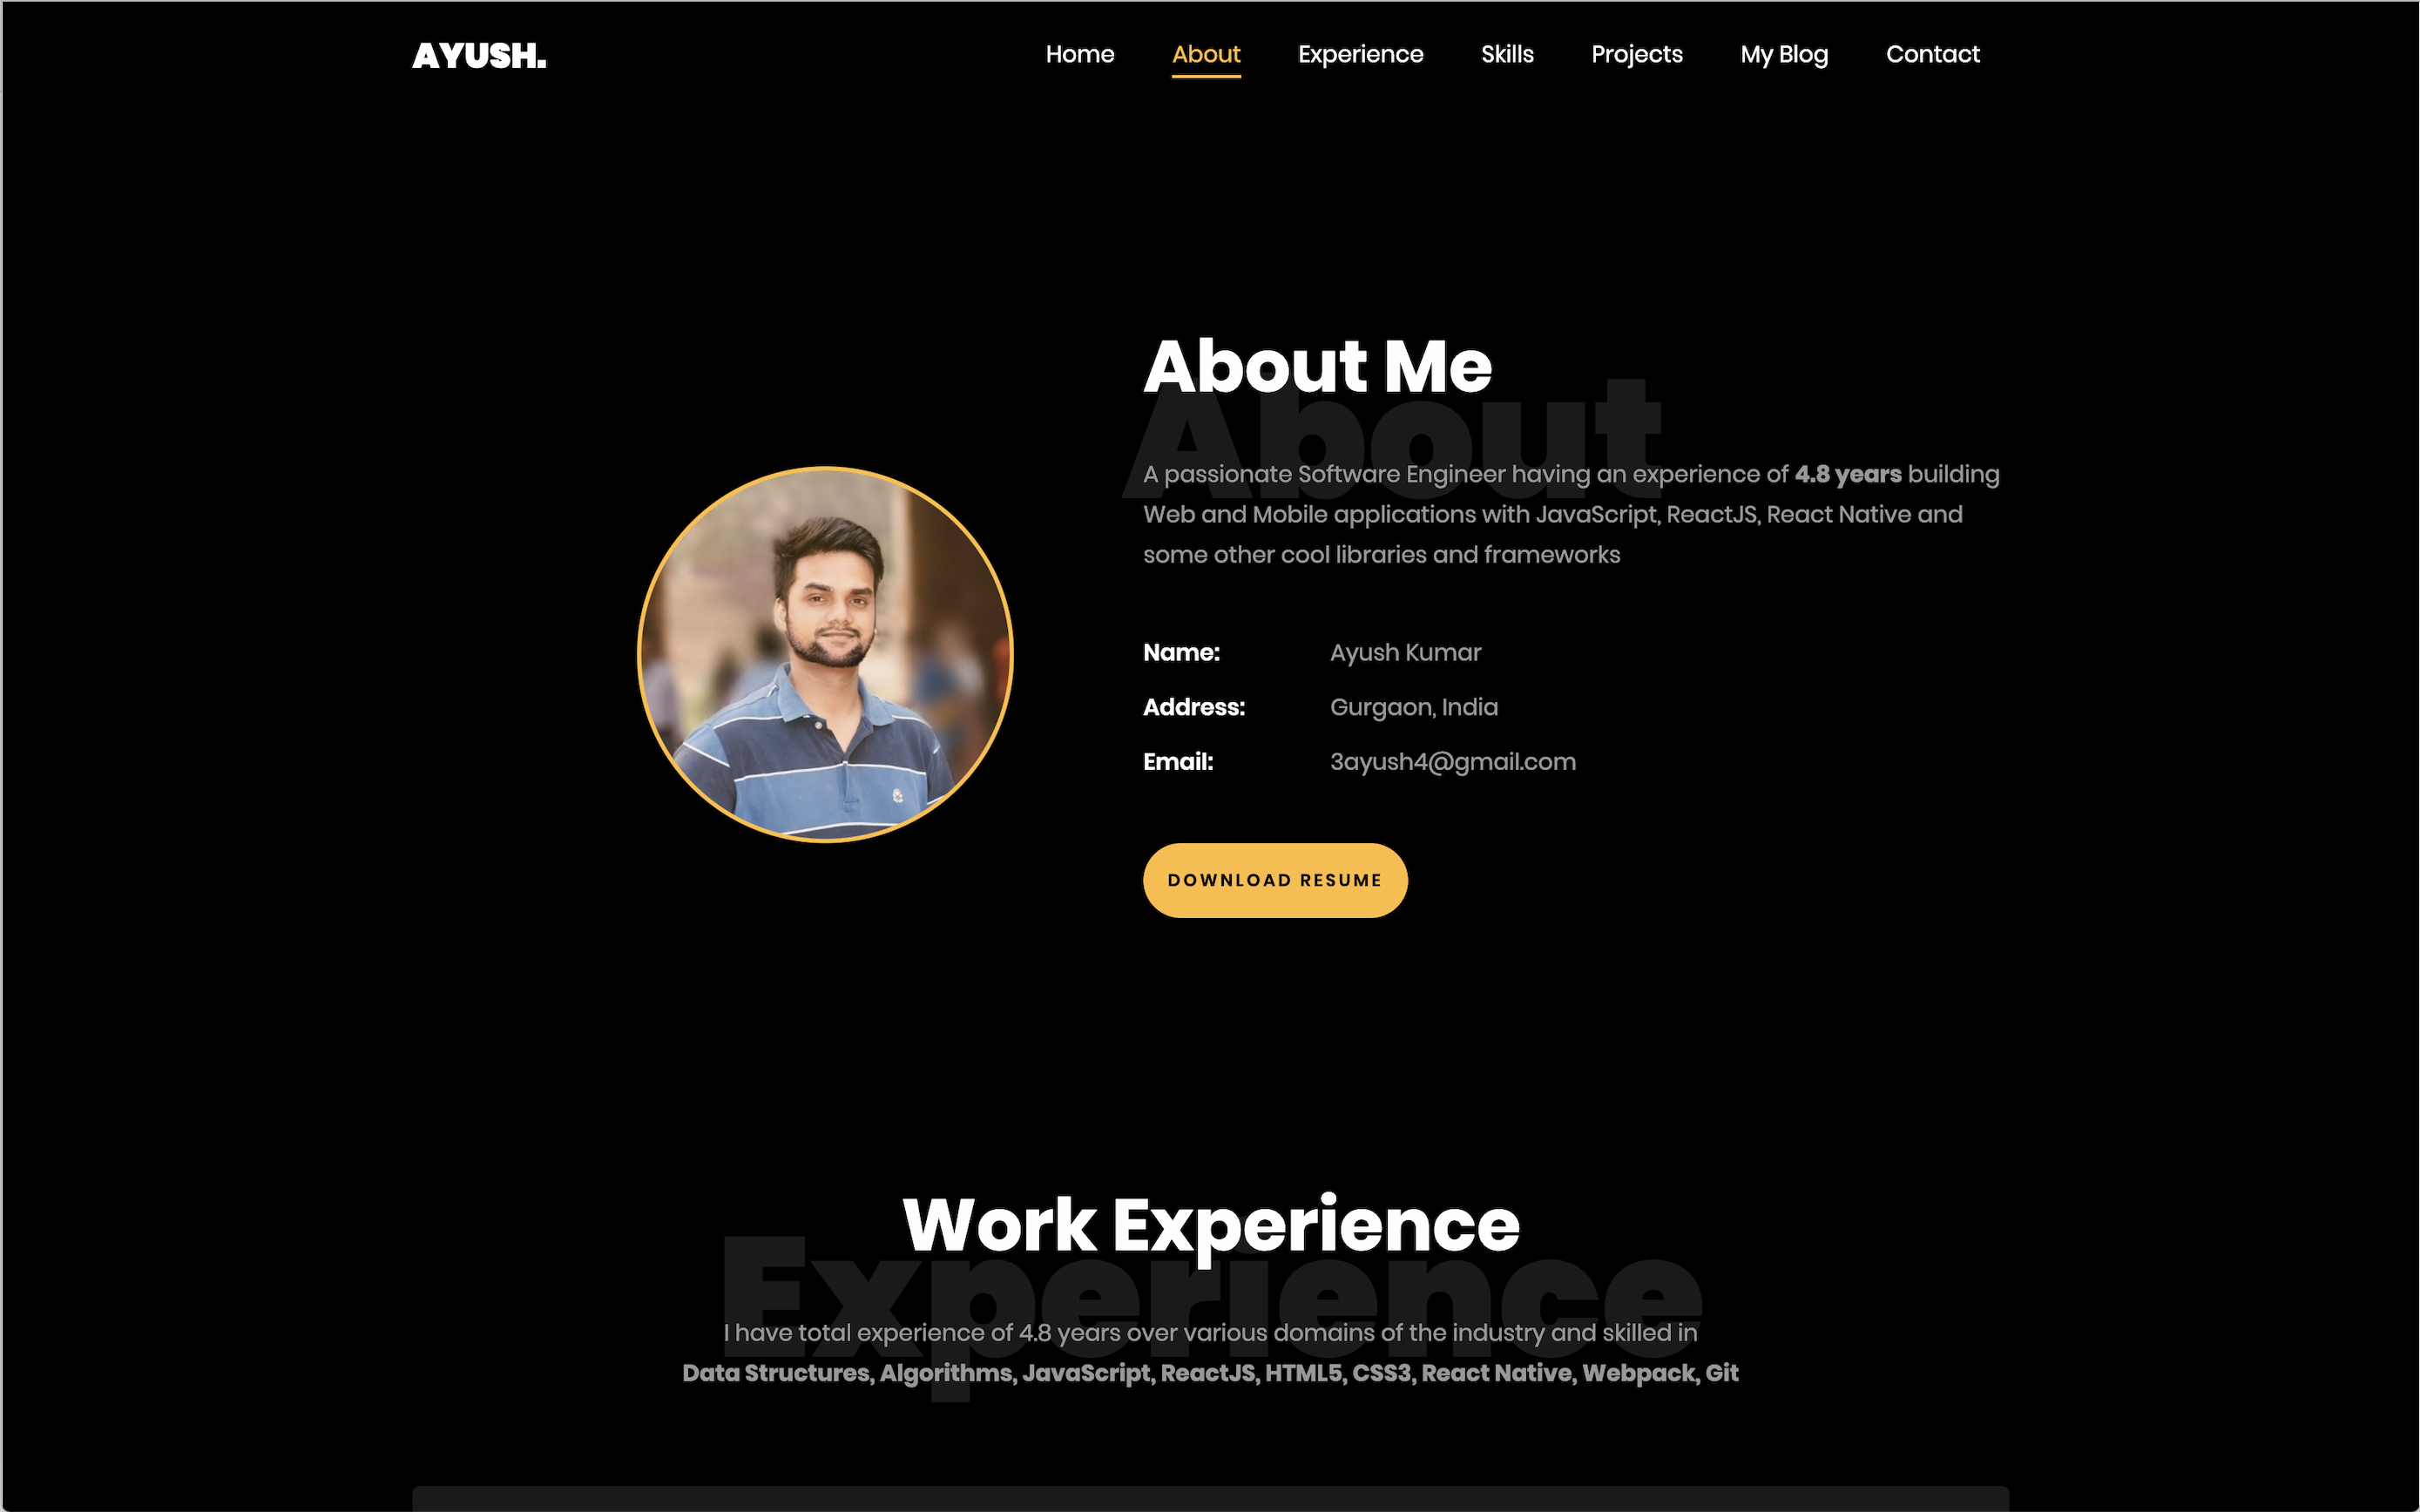 AYUSH.
Home About Experience Skills Projects My Blog Contact
About Me
About
A passionate Software Engineer having an experience of 4.8 years building
Web and Mobile applications with JavaScript, ReactJS, React Native and
some other cool libraries and frameworks
Name: Ayush Kumar
Address: Gurgaon, India
Email: 3ayush4@gmail.com
DOWNLOAD RESUME
Work Experience
Experience
I have total experience of 4.8 years over various domains of the industry and skilled in
Data Structures, Algorithms, JavaScript, ReactJS, HTML5, CSS3, React Native, Webpack, Git